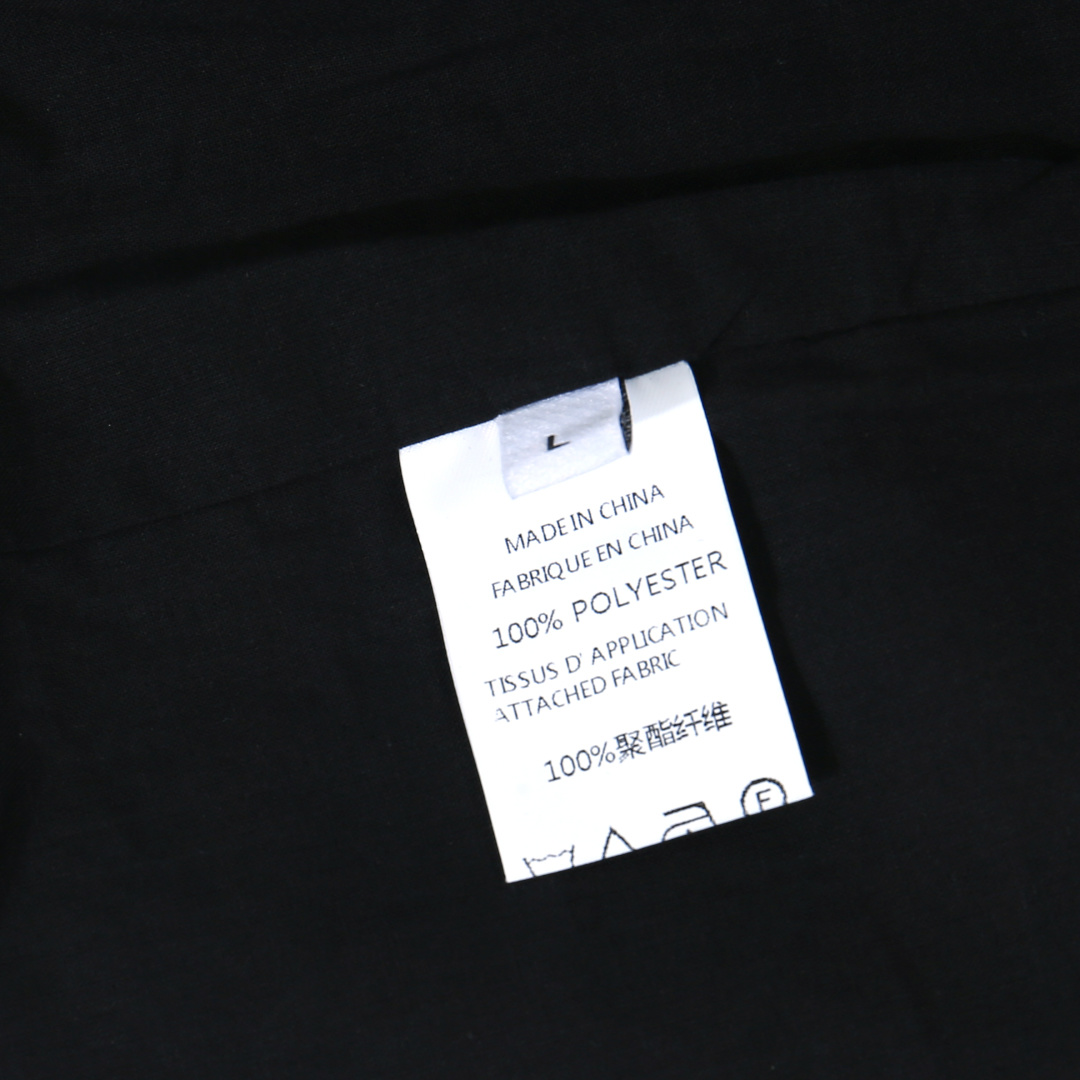 L
MADE IN CHINA
FABRIQUE EN CHINA
100% POLYESTER
TISSUS D' APPLICATION
ATTACHED FABRIC
100%聚酯纤维
F